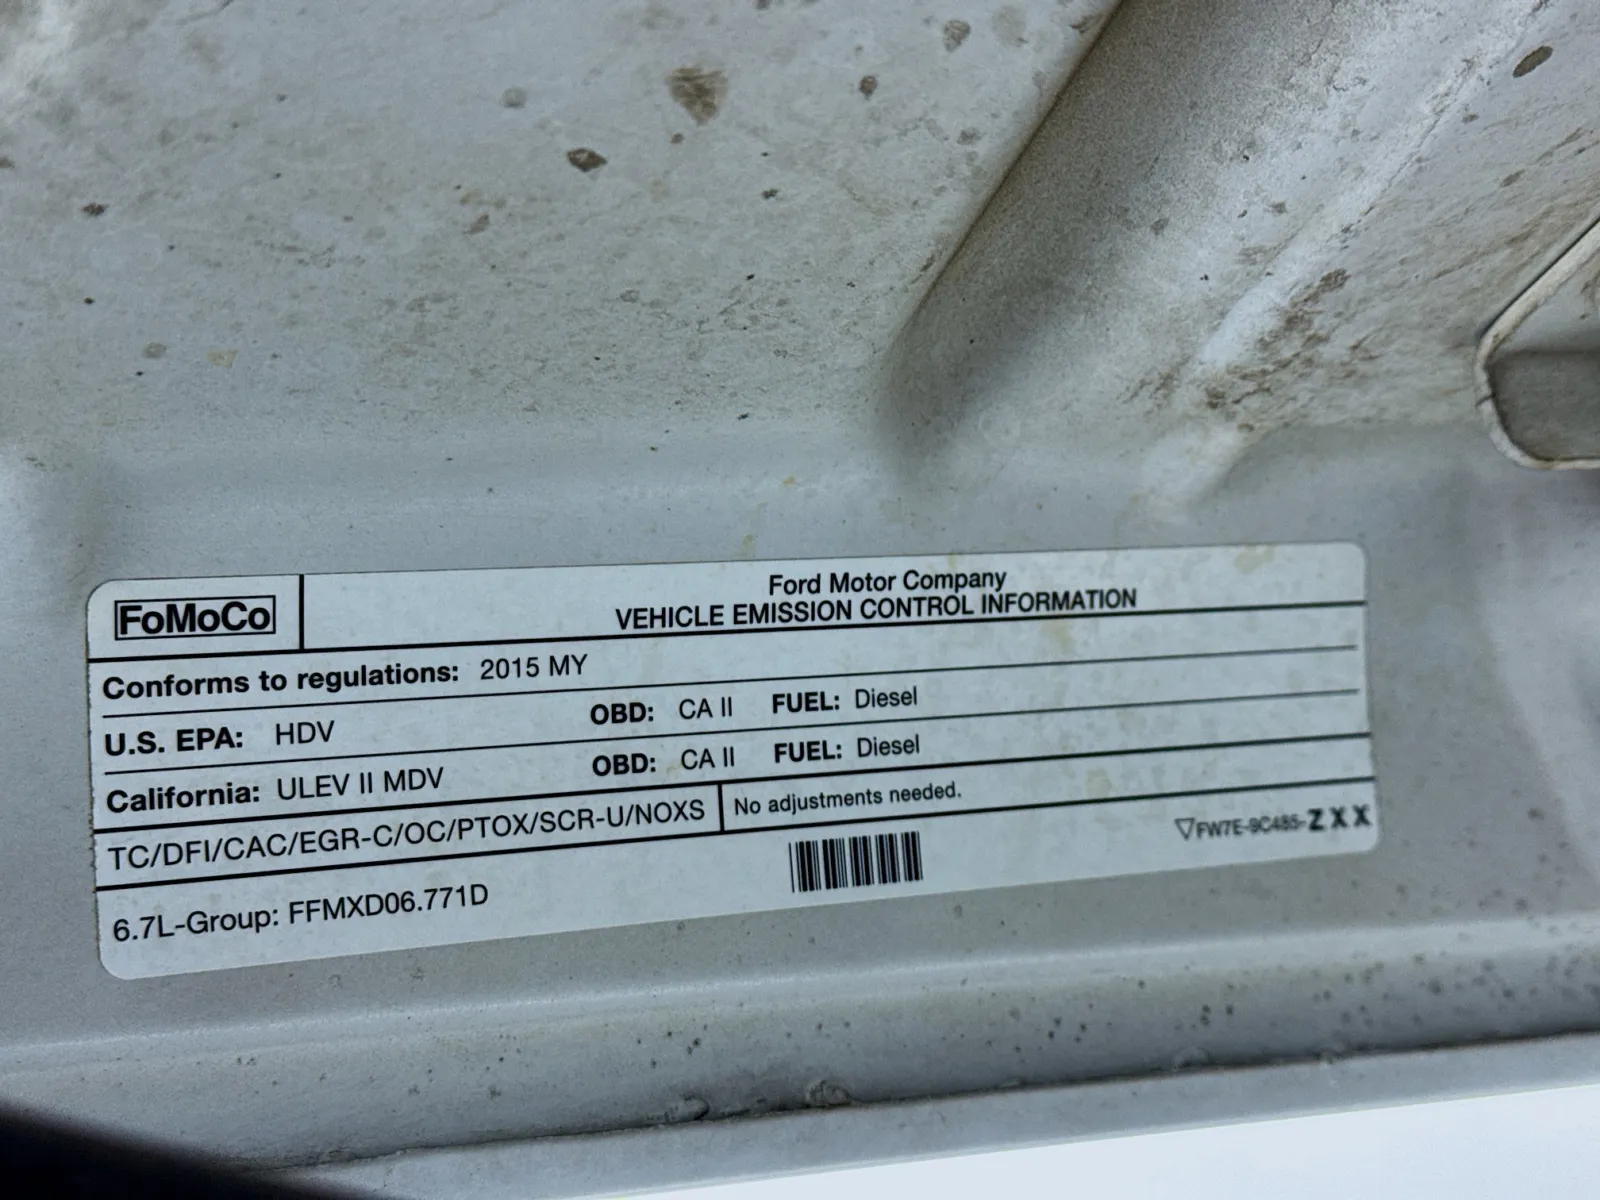 FoMoCo
Ford Motor Company
VEHICLE EMISSION CONTROL INFORMATION
Conforms to regulations: 2015 MY
U.S. EPA: HDV OBD: CA II FUEL: Diesel
California: ULEV II MDV OBD: CA II FUEL: Diesel
TC/DFI/CAC/EGR-C/OC/PTOX/SCR-U/NOXS No adjustments needed.
6.7L-Group: FFMXD06.771D
▽FW7E-9C485-ZXX